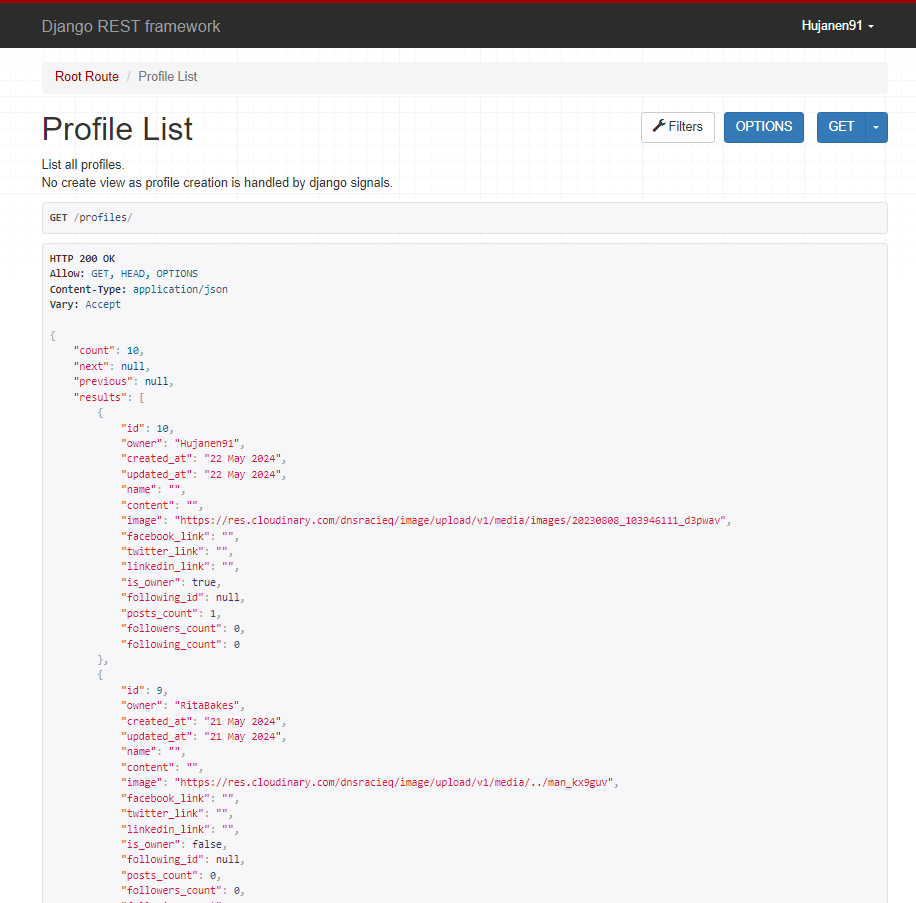 Django REST framework
Hujanen91
Root Route / Profile List
Profile List
Filters
OPTIONS
GET
List all profiles.
No create view as profile creation is handled by django signals.
GET /profiles/
HTTP 200 OK
Allow: GET, HEAD, OPTIONS
Content-Type: application/json
Vary: Accept
{
"count": 10,
"next": null,
"previous": null,
"results": [
{
"id": 10,
"owner": "Hujanen91",
"created_at": "22 May 2024",
"updated_at": "22 May 2024",
"name": "",
"content": "",
"image": "https://res.cloudinary.com/dnsracieq/image/upload/v1/media/images/20230808_103946111_d3pwav",
"facebook_link": "",
"twitter_link": "",
"linkedin_link": "",
"is_owner": true,
"following_id": null,
"posts_count": 1,
"followers_count": 0,
"following_count": 0
},
{
"id": 9,
"owner": "RitaBakes",
"created_at": "21 May 2024",
"updated_at": "21 May 2024",
"name": "",
"content": "",
"image": "https://res.cloudinary.com/dnsracieq/image/upload/v1/media/../man_kx9guv",
"facebook_link": "",
"twitter_link": "",
"linkedin_link": "",
"is_owner": false,
"following_id": null,
"posts_count": 0,
"followers_count": 0,